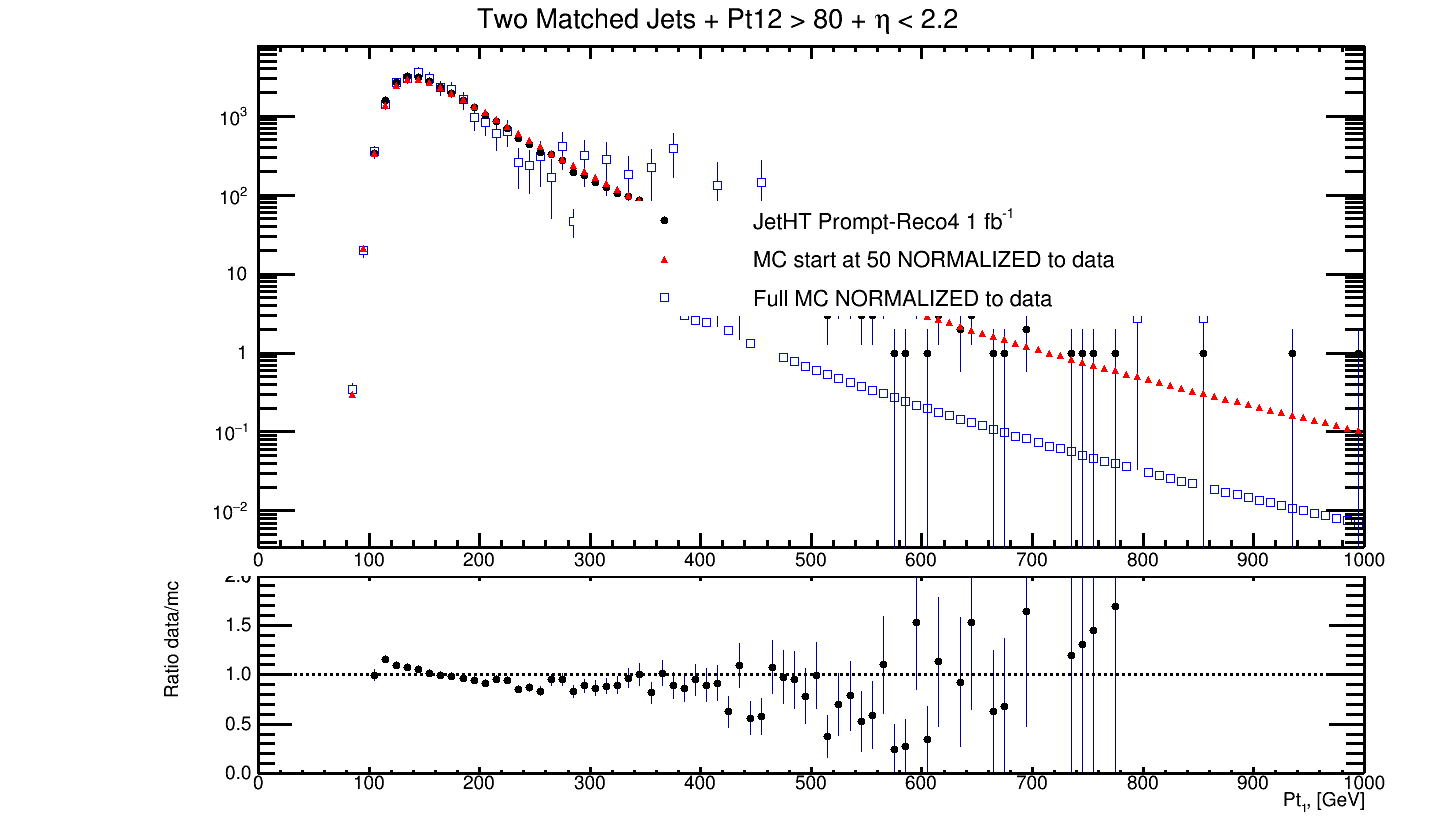 Two Matched Jets + Pt12 > 80 + η < 2.2
10³
10²
10
1
10⁻¹
10⁻²
JetHT Prompt-Reco4 1 fb⁻¹
MC start at 50 NORMALIZED to data
Full MC NORMALIZED to data
0 100 200 300 400 500 600 700 800 900 1000
Ratio data/mc
2.0
1.5
1.0
0.5
0.0
0 100 200 300 400 500 600 700 800 900 1000
Pt₁, [GeV]